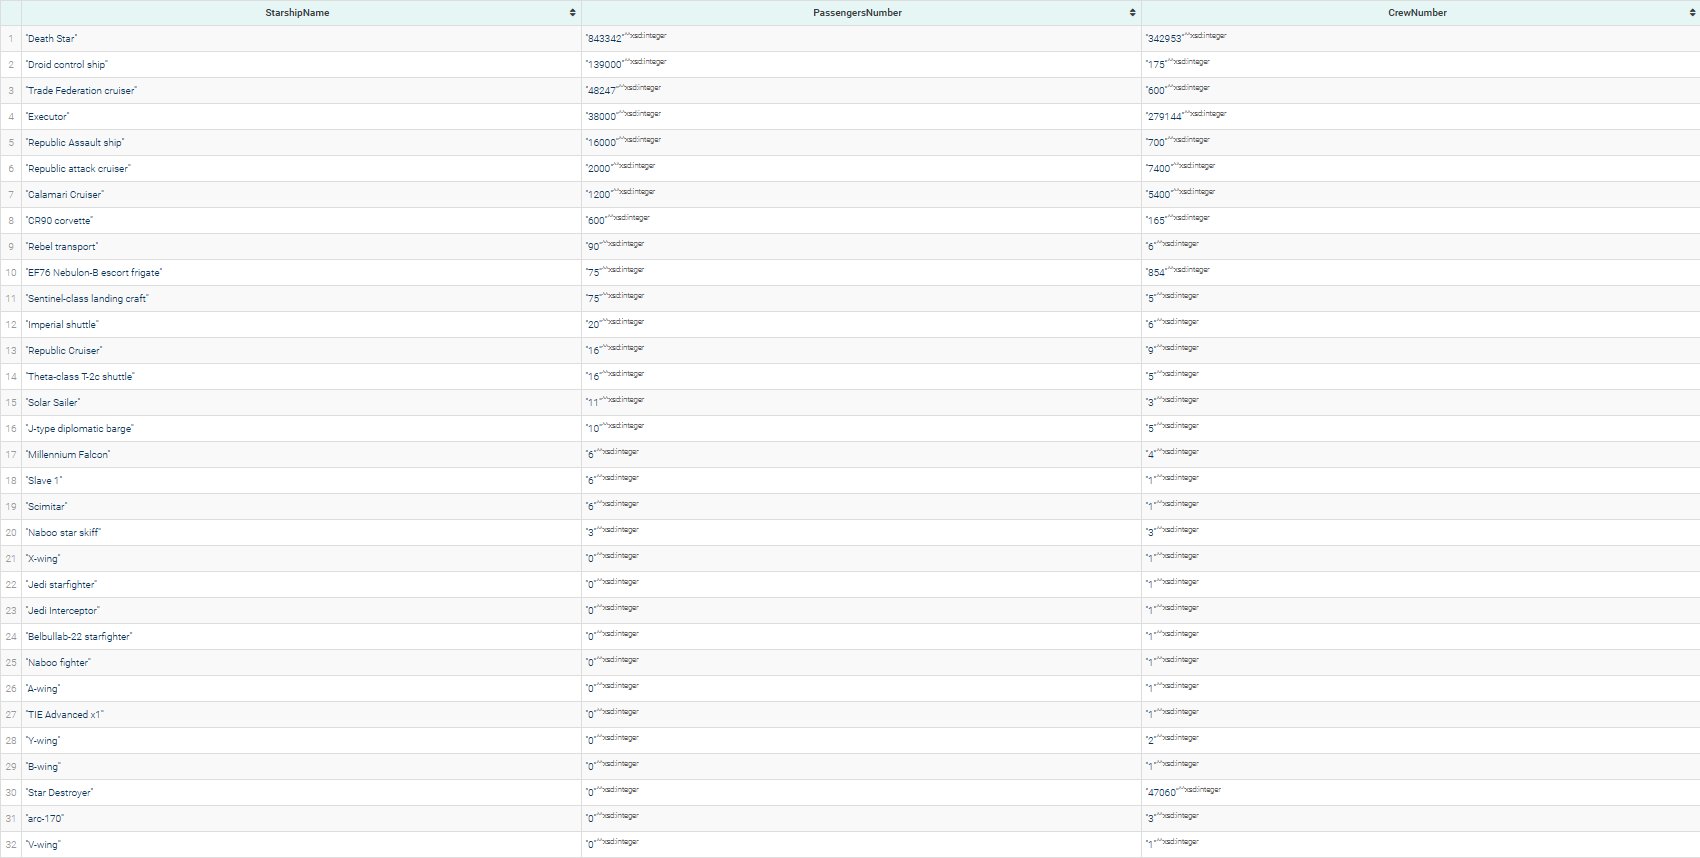 StarshipName PassengersNumber CrewNumber
1 "Death Star" "843342"^^xsd:integer "342953"^^xsd:integer
2 "Droid control ship" "139000"^^xsd:integer "175"^^xsd:integer
3 "Trade Federation cruiser" "48247"^^xsd:integer "600"^^xsd:integer
4 "Executor" "38000"^^xsd:integer "279144"^^xsd:integer
5 "Republic Assault ship" "16000"^^xsd:integer "700"^^xsd:integer
6 "Republic attack cruiser" "2000"^^xsd:integer "7400"^^xsd:integer
7 "Calamari Cruiser" "1200"^^xsd:integer "5400"^^xsd:integer
8 "CR90 corvette" "600"^^xsd:integer "165"^^xsd:integer
9 "Rebel transport" "90"^^xsd:integer "6"^^xsd:integer
10 "EF76 Nebulon-B escort frigate" "75"^^xsd:integer "854"^^xsd:integer
11 "Sentinel-class landing craft" "75"^^xsd:integer "5"^^xsd:integer
12 "Imperial shuttle" "20"^^xsd:integer "6"^^xsd:integer
13 "Republic Cruiser" "16"^^xsd:integer "9"^^xsd:integer
14 "Theta-class T-2c shuttle" "16"^^xsd:integer "5"^^xsd:integer
15 "Solar Sailer" "11"^^xsd:integer "3"^^xsd:integer
16 "J-type diplomatic barge" "10"^^xsd:integer "5"^^xsd:integer
17 "Millennium Falcon" "6"^^xsd:integer "4"^^xsd:integer
18 "Slave 1" "6"^^xsd:integer "1"^^xsd:integer
19 "Scimitar" "6"^^xsd:integer "1"^^xsd:integer
20 "Naboo star skiff" "3"^^xsd:integer "3"^^xsd:integer
21 "X-wing" "0"^^xsd:integer "1"^^xsd:integer
22 "Jedi starfighter" "0"^^xsd:integer "1"^^xsd:integer
23 "Jedi Interceptor" "0"^^xsd:integer "1"^^xsd:integer
24 "Belbullab-22 starfighter" "0"^^xsd:integer "1"^^xsd:integer
25 "Naboo fighter" "0"^^xsd:integer "1"^^xsd:integer
26 "A-wing" "0"^^xsd:integer "1"^^xsd:integer
27 "TIE Advanced x1" "0"^^xsd:integer "1"^^xsd:integer
28 "Y-wing" "0"^^xsd:integer "2"^^xsd:integer
29 "B-wing" "0"^^xsd:integer "1"^^xsd:integer
30 "Star Destroyer" "0"^^xsd:integer "47060"^^xsd:integer
31 "arc-170" "0"^^xsd:integer "3"^^xsd:integer
32 "V-wing" "0"^^xsd:integer "1"^^xsd:integer